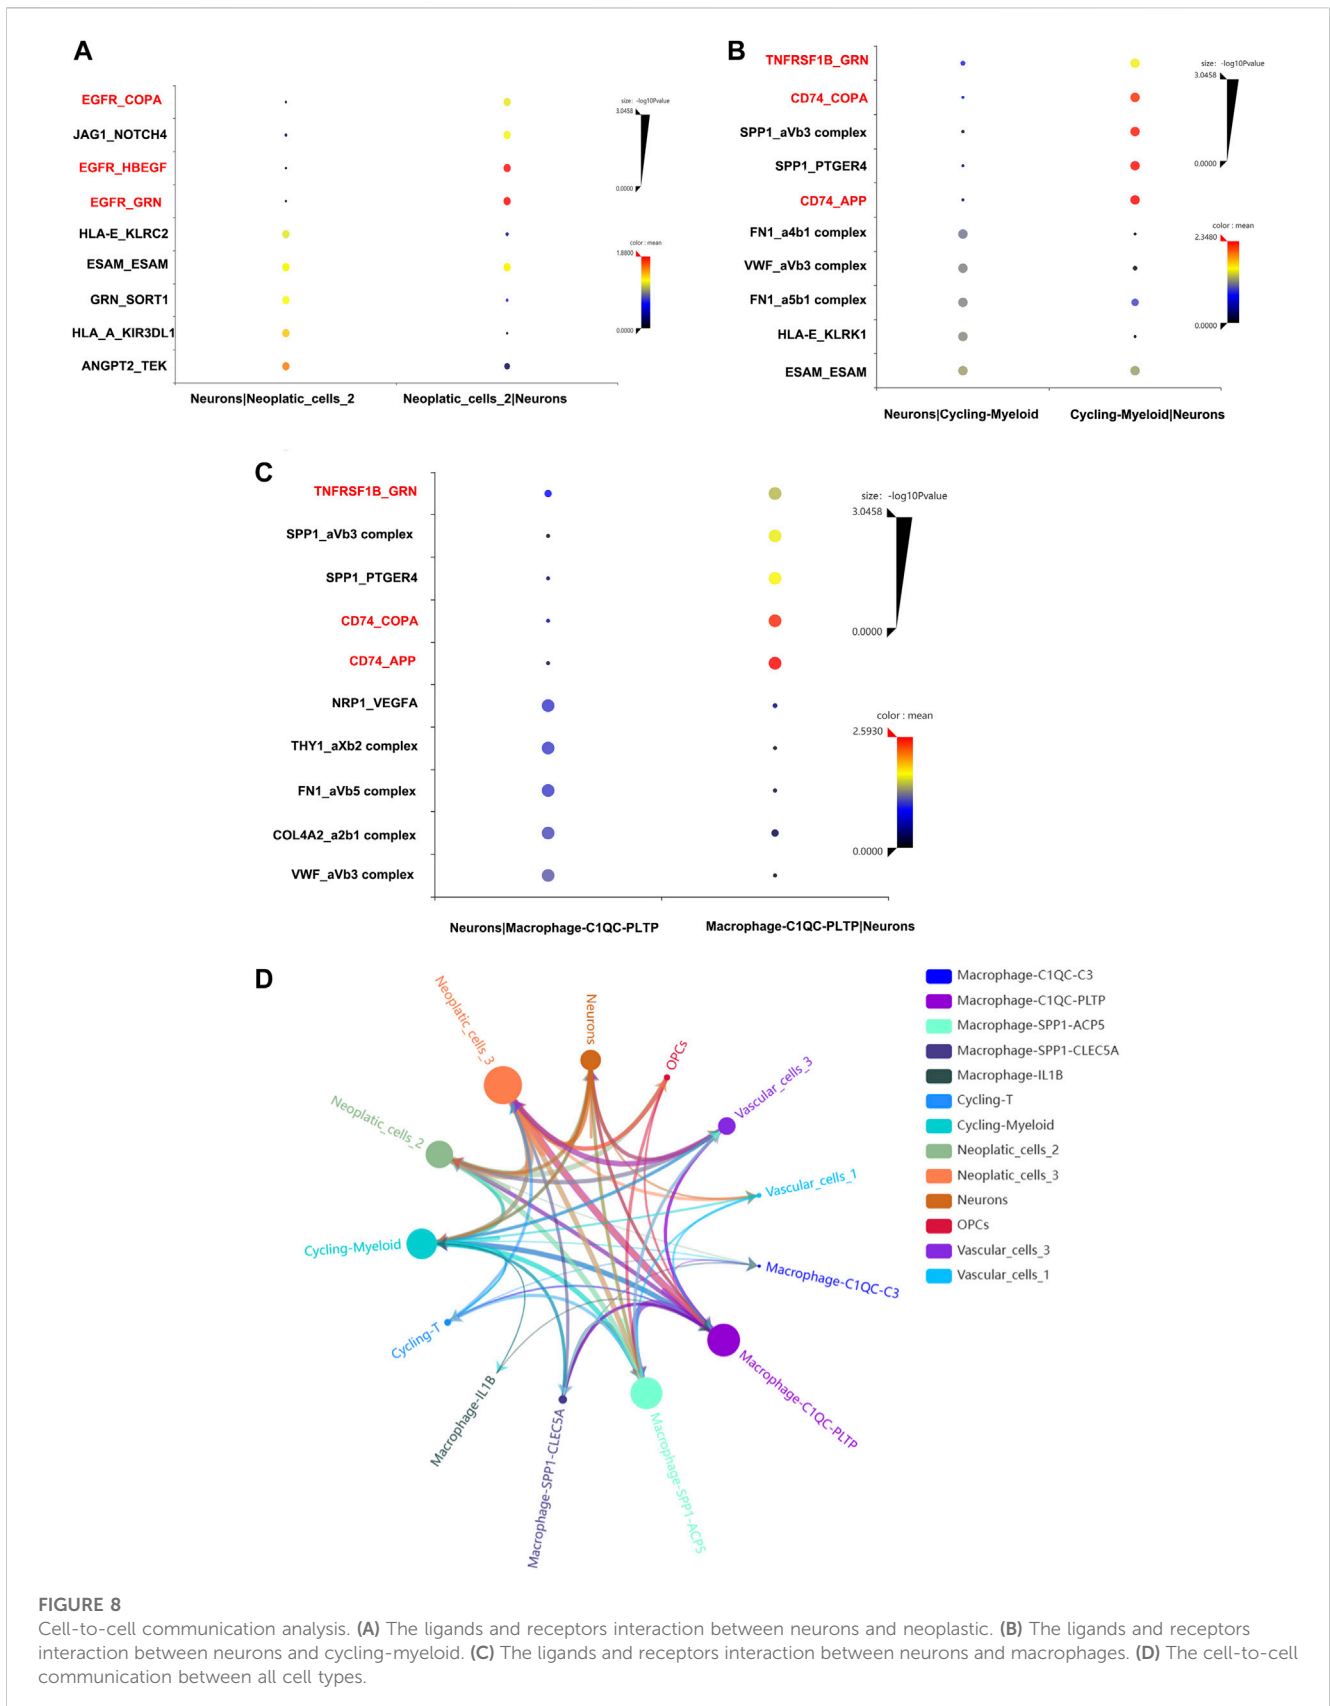 A
EGFR_COPA
JAG1_NOTCH4
EGFR_HBEGF
EGFR_GRN
HLA-E_KLRC2
ESAM_ESAM
GRN_SORT1
HLA_A_KIR3DL1
ANGPT2_TEK
Neurons|Neoplatic_cells_2
Neoplatic_cells_2|Neurons
size: -log10Pvalue
3.0458
0.0000
color : mean
1.8800
0.0000
B
TNFRSF1B_GRN
CD74_COPA
SPP1_aVb3 complex
SPP1_PTGER4
CD74_APP
FN1_a4b1 complex
VWF_aVb3 complex
FN1_a5b1 complex
HLA-E_KLRK1
ESAM_ESAM
Neurons|Cycling-Myeloid
Cycling-Myeloid|Neurons
size: -log10Pvalue
3.0458
0.0000
color : mean
2.3480
0.0000
C
TNFRSF1B_GRN
SPP1_aVb3 complex
SPP1_PTGER4
CD74_COPA
CD74_APP
NRP1_VEGFA
THY1_aXb2 complex
FN1_aVb5 complex
COL4A2_a2b1 complex
VWF_aVb3 complex
Neurons|Macrophage-C1QC-PLTP
Macrophage-C1QC-PLTP|Neurons
size: -log10Pvalue
3.0458
0.0000
color : mean
2.5930
0.0000
D
Neoplatic_cells_3
Neurons
OPCs
Vascular_cells_3
Vascular_cells_1
Macrophage-C1QC-C3
Macrophage-C1QC-PLTP
Macrophage-SPP1-ACP5
Macrophage-SPP1-CLEC5A
Macrophage-IL1B
Cycling-T
Cycling-Myeloid
Neoplatic_cells_2
Macrophage-C1QC-C3
Macrophage-C1QC-PLTP
Macrophage-SPP1-ACP5
Macrophage-SPP1-CLEC5A
Macrophage-IL1B
Cycling-T
Cycling-Myeloid
Neoplatic_cells_2
Neoplatic_cells_3
Neurons
OPCs
Vascular_cells_3
Vascular_cells_1
FIGURE 8
Cell-to-cell communication analysis. (A) The ligands and receptors interaction between neurons and neoplastic. (B) The ligands and receptors
interaction between neurons and cycling-myeloid. (C) The ligands and receptors interaction between neurons and macrophages. (D) The cell-to-cell
communication between all cell types.